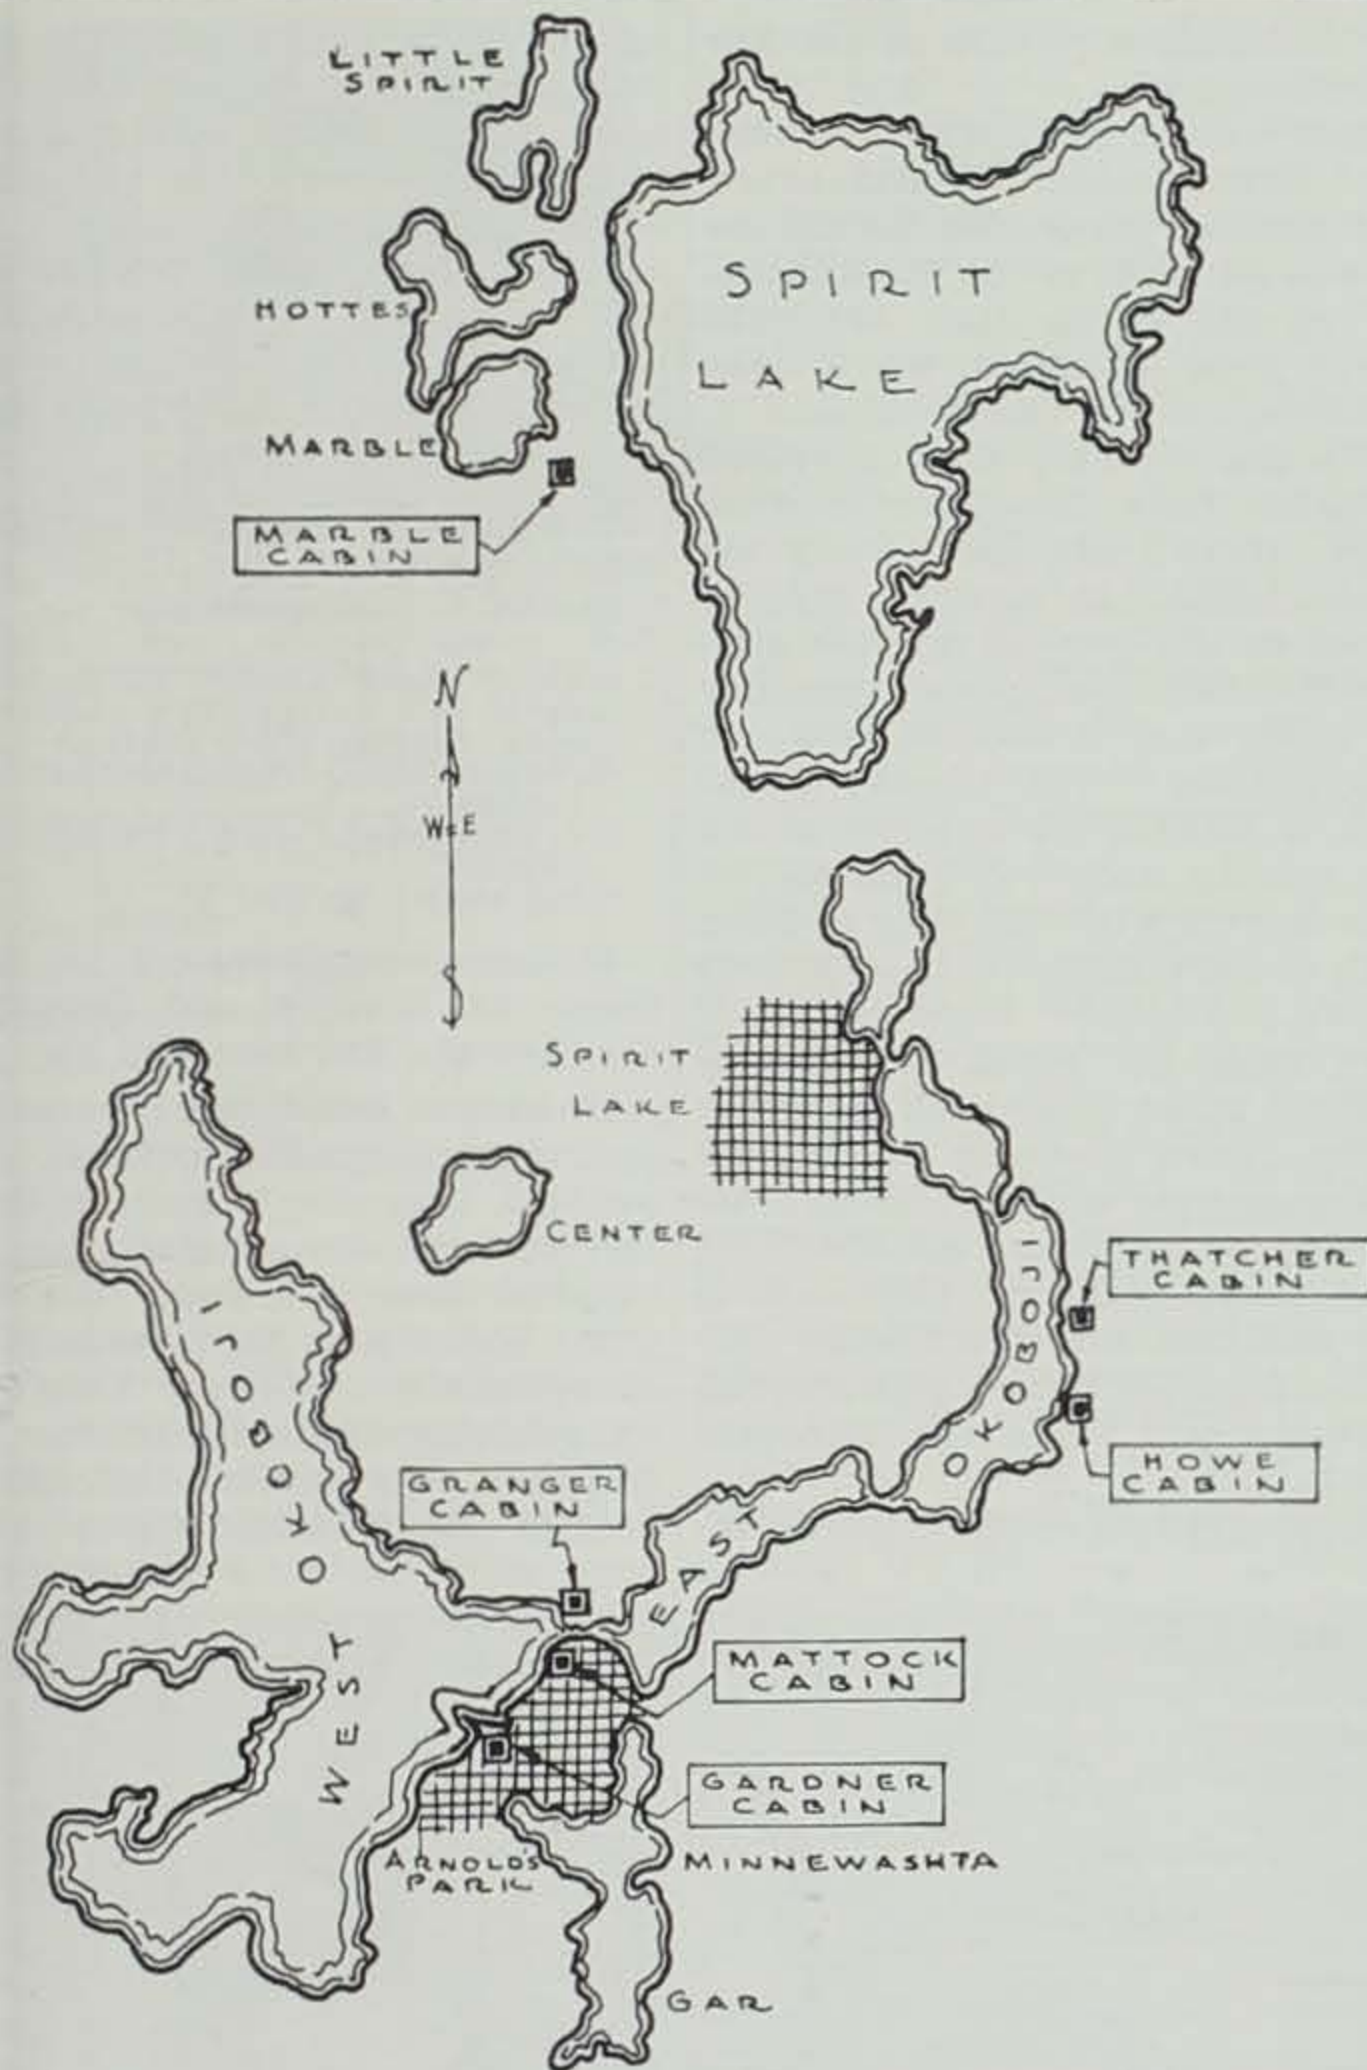 LITTLE
SPIRIT
SPIRIT
LAKE
HOTTES
MARBLE
MARBLE
CABIN
N
W E
S
SPIRIT
LAKE
CENTER
THATCHER
CABIN
HOWE
CABIN
OKOBOJI
EAST
OKOBOJI
WEST
GRANGER
CABIN
MATTOCK
CABIN
GARDNER
CABIN
ARNOLD'S
PARK
MINNEWASHTA
GAR